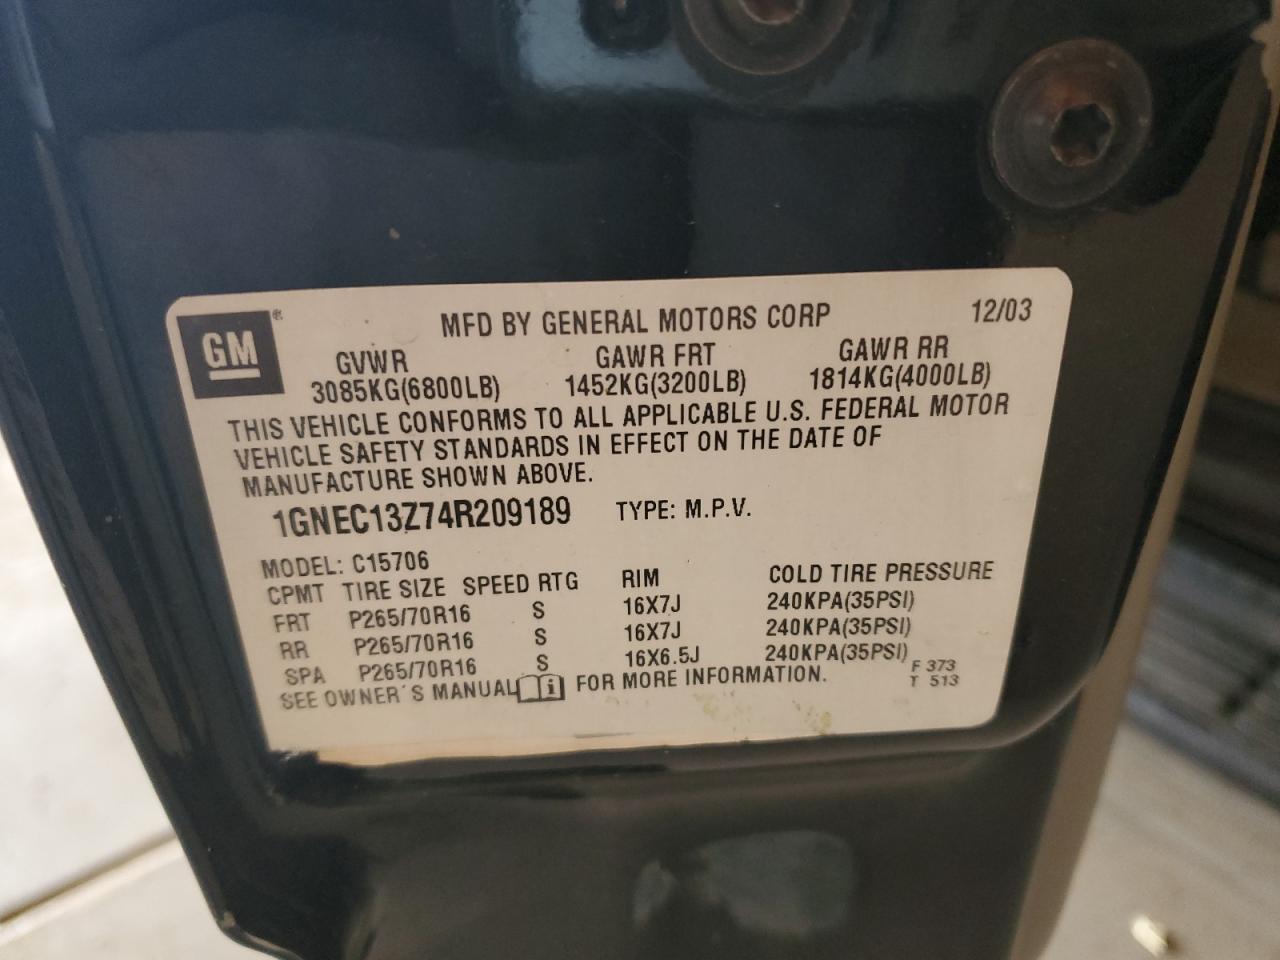 GM ®
MFD BY GENERAL MOTORS CORP 12/03
GVWR GAWR FRT GAWR RR
3085KG(6800LB) 1452KG(3200LB) 1814KG(4000LB)
THIS VEHICLE CONFORMS TO ALL APPLICABLE U.S. FEDERAL MOTOR
VEHICLE SAFETY STANDARDS IN EFFECT ON THE DATE OF
MANUFACTURE SHOWN ABOVE.
1GNEC13Z74R209189 TYPE: M.P.V.
MODEL: C15706
CPMT TIRE SIZE SPEED RTG RIM COLD TIRE PRESSURE
FRT P265/70R16 S 16X7J 240KPA(35PSI)
RR P265/70R16 S 16X7J 240KPA(35PSI)
SPA P265/70R16 S 16X6.5J 240KPA(35PSI)
SEE OWNER'S MANUAL i FOR MORE INFORMATION.
F 373
T 513